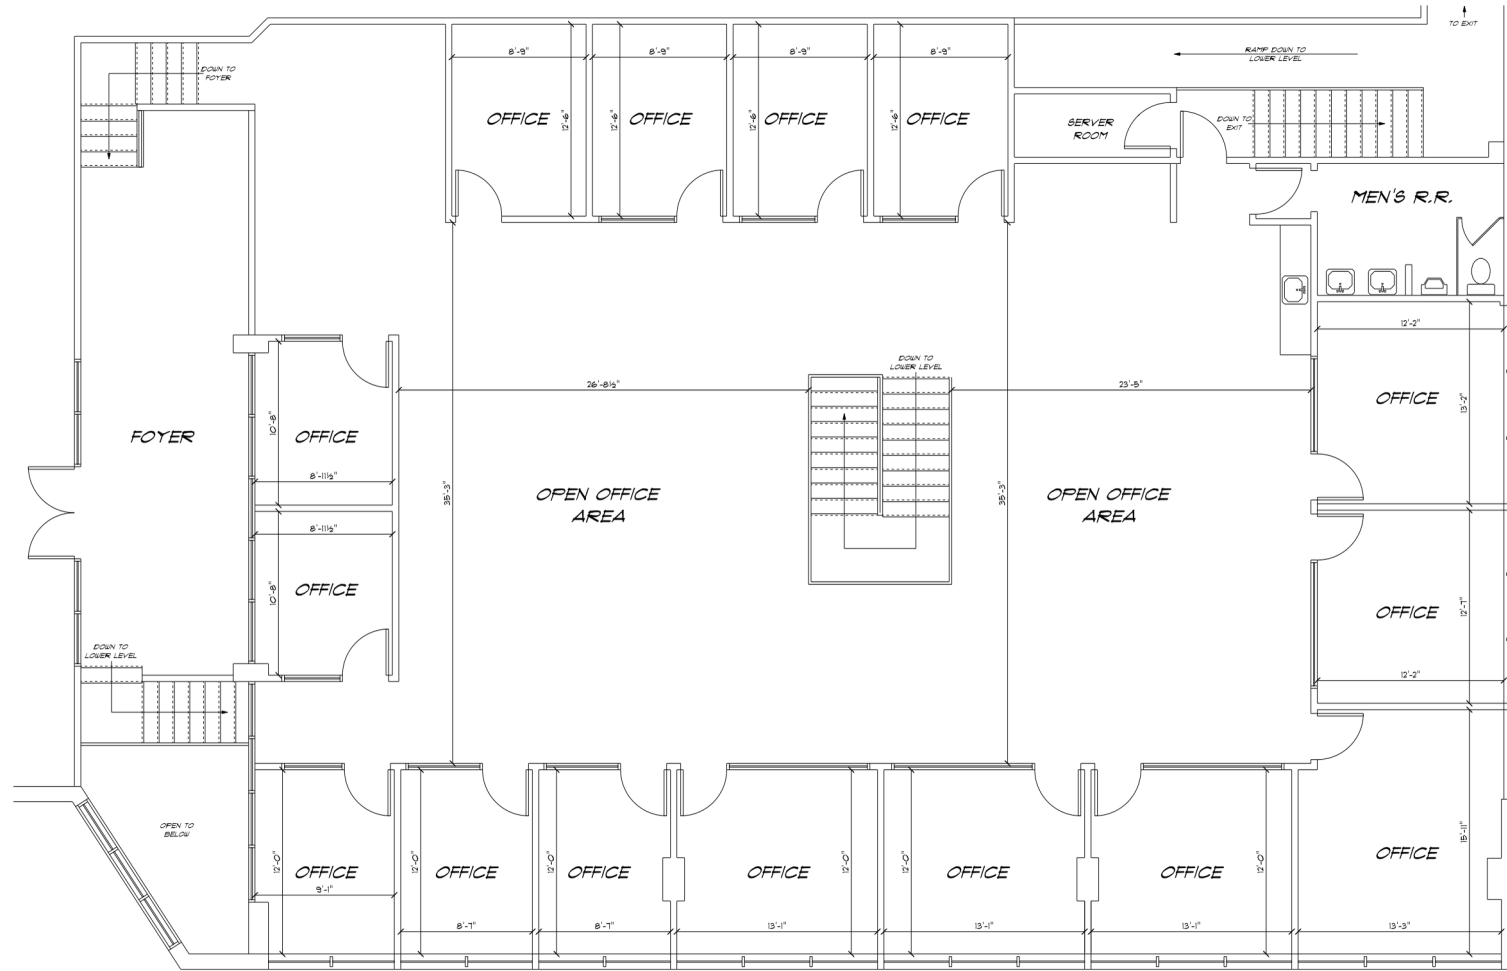 TO EXIT
RAMP DOWN TO
LOWER LEVEL
8'-9"
8'-9"
8'-9"
8'-9"
DOWN TO
FOYER
OFFICE
12'-6"
12'-6"
OFFICE
12'-6"
OFFICE
12'-6"
OFFICE
SERVER
ROOM
DOWN TO
EXIT
MEN'S R.R.
12'-2"
DOWN TO
LOWER LEVEL
26'-8½"
23'-5"
OFFICE
13'-2"
FOYER
10'-8"
OFFICE
8'-11½"
35'-3"
OPEN OFFICE
AREA
35'-3"
OPEN OFFICE
AREA
8'-11½"
10'-8"
OFFICE
OFFICE
12'-7"
DOWN TO
LOWER LEVEL
12'-2"
OPEN TO
BELOW
12'-0"
OFFICE
9'-1"
12'-0"
OFFICE
8'-7"
12'-0"
OFFICE
8'-7"
OFFICE
12'-0"
13'-1"
12'-0"
OFFICE
13'-1"
OFFICE
12'-0"
13'-1"
OFFICE
15'-11"
13'-3"